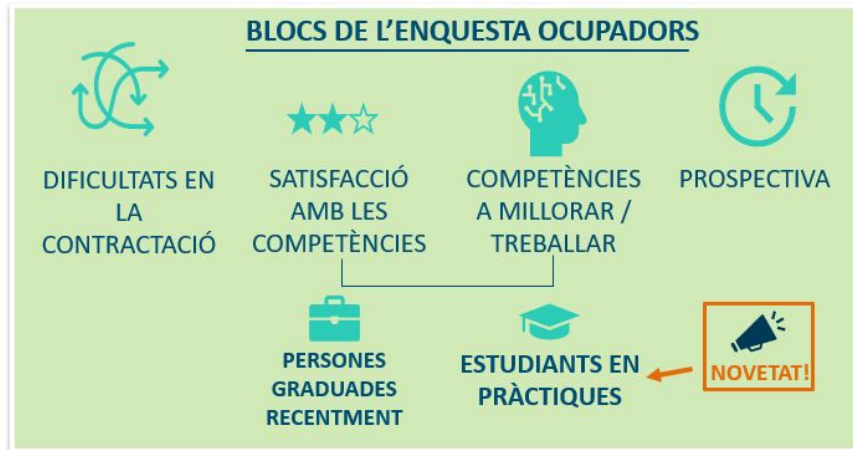 BLOCS DE L'ENQUESTA OCUPADORS
DIFICULTATS EN
LA
CONTRACTACIÓ
SATISFACCIÓ
AMB LES
COMPETÈNCIES
COMPETÈNCIES
A MILLORAR /
TREBALLAR
PROSPECTIVA
PERSONES
GRADUADES
RECENTMENT
ESTUDIANTS EN
PRÀCTIQUES
NOVETAT!